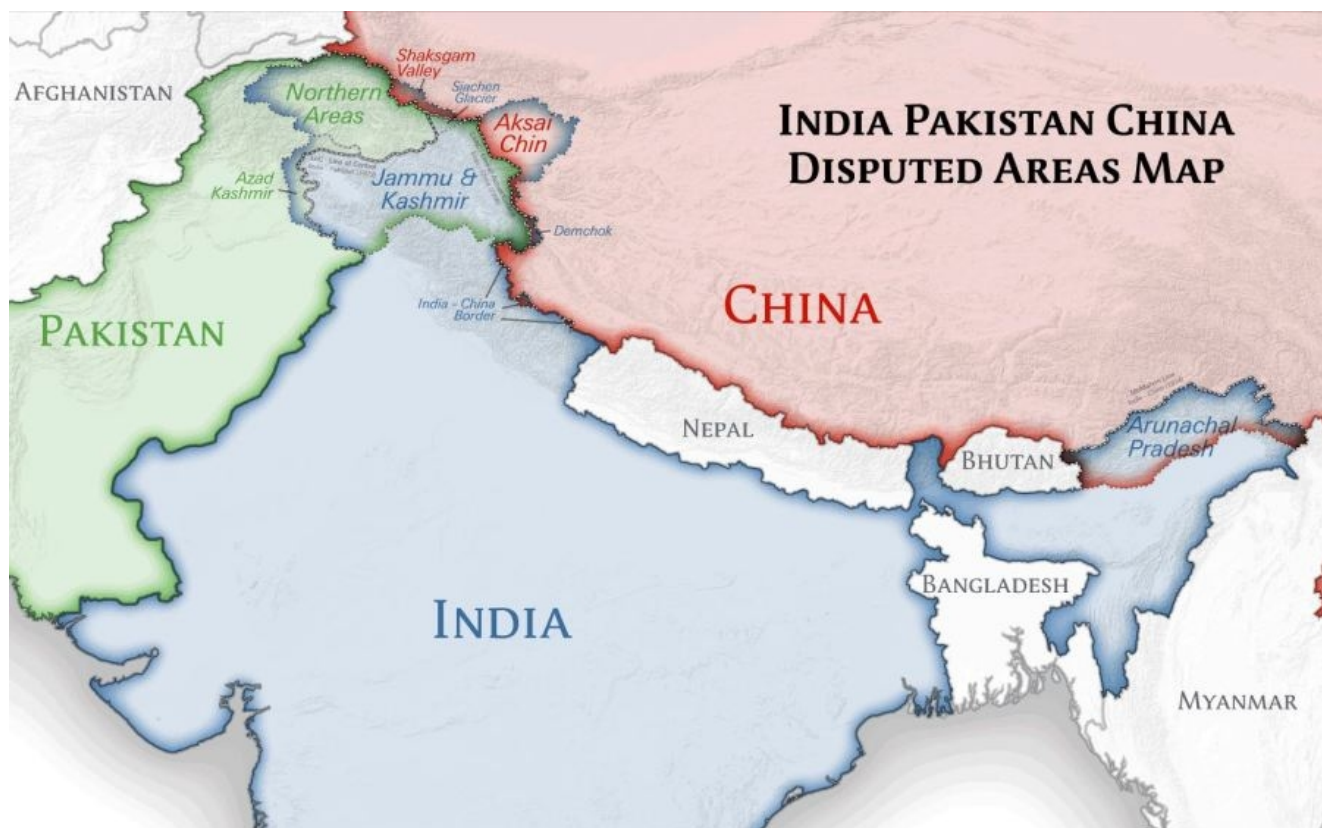 INDIA PAKISTAN CHINA
DISPUTED AREAS MAP
AFGHANISTAN
Shaksgam
Valley
Siachen
Glacier
Northern
Areas
Aksai
Chin
Azad
Kashmir
Jammu &
Kashmir
Demchok
India - China
Border
PAKISTAN
CHINA
NEPAL
BHUTAN
Arunachal
Pradesh
INDIA
BANGLADESH
MYANMAR